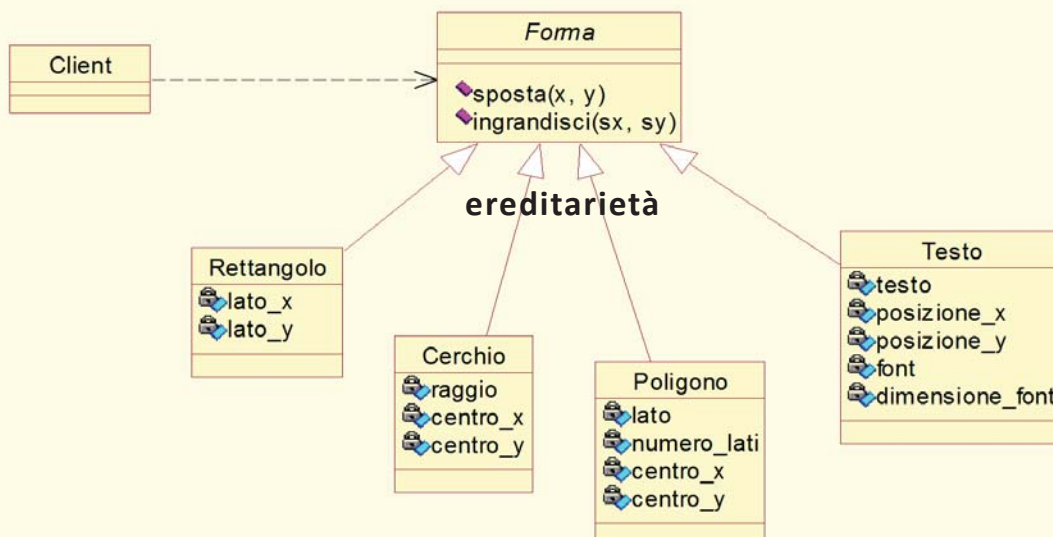 Client
Forma
sposta(x, y)
ingrandisci(sx, sy)
ereditarietà
Rettangolo
lato_x
lato_y
Cerchio
raggio
centro_x
centro_y
Poligono
lato
numero_lati
centro_x
centro_y
Testo
testo
posizione_x
posizione_y
font
dimensione_font